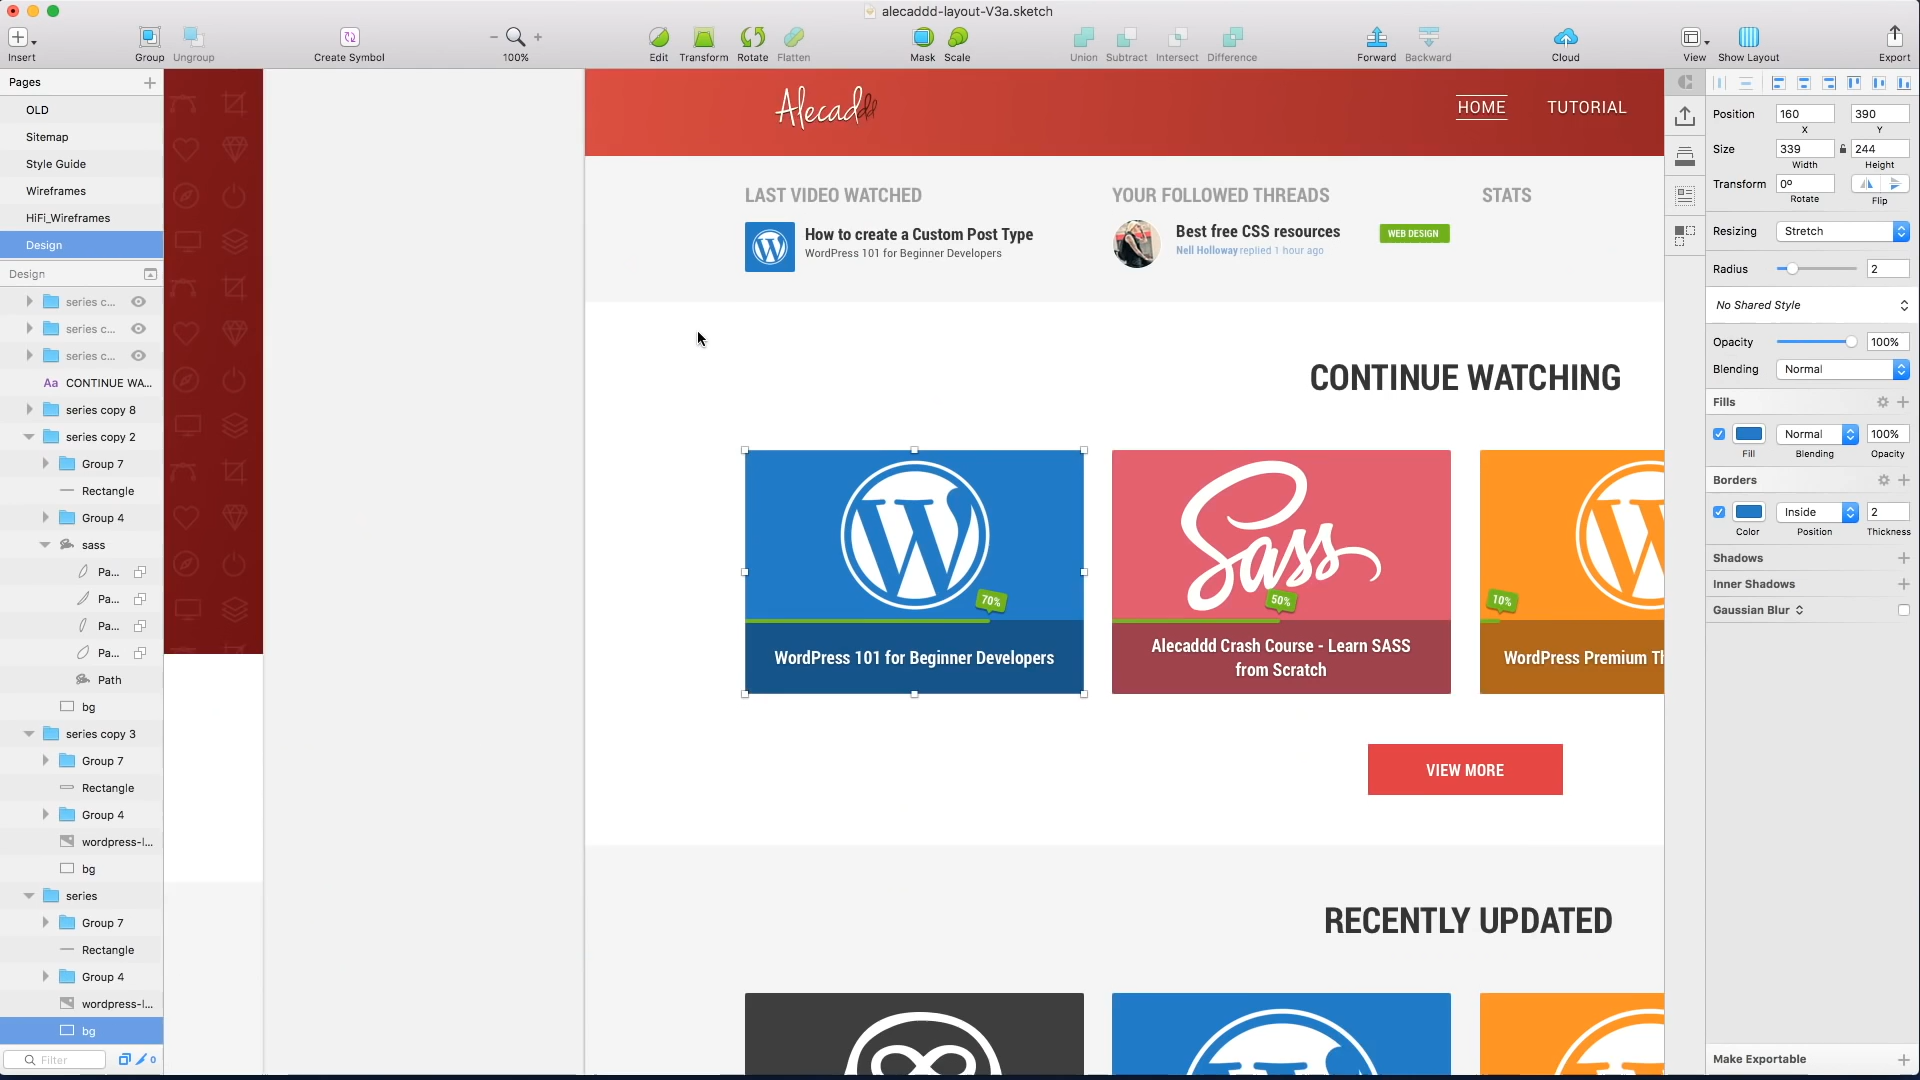 alecaddd-layout-V3a.sketch
Insert
Group
Ungroup
Create Symbol
100%
Edit
Transform
Rotate
Flatten
Mask
Scale
Union
Subtract
Intersect
Difference
Forward
Backward
Cloud
View
Show Layout
Export
Pages
OLD
Sitemap
Style Guide
Wireframes
HiFi_Wireframes
Design
Design
series c...
series c...
series c...
Aa CONTINUE WA...
series copy 8
series copy 2
Group 7
Rectangle
Group 4
sass
Pa...
Pa...
Pa...
Pa...
Path
bg
series copy 3
Group 7
Rectangle
Group 4
wordpress-l...
bg
series
Group 7
Rectangle
Group 4
wordpress-l...
bg
Filter
0
Alecaddd
HOME
TUTORIAL
LAST VIDEO WATCHED
How to create a Custom Post Type
WordPress 101 for Beginner Developers
YOUR FOLLOWED THREADS
Best free CSS resources
Nell Holloway replied 1 hour ago
WEB DESIGN
STATS
CONTINUE WATCHING
70%
WordPress 101 for Beginner Developers
Sass
50%
Alecaddd Crash Course - Learn SASS
from Scratch
10%
WordPress Premium Th
VIEW MORE
RECENTLY UPDATED
Position
160
390
X
Y
Size
339
244
Width
Height
Transform
0º
Rotate
Flip
Resizing
Stretch
Radius
2
No Shared Style
Opacity
100%
Blending
Normal
Fills
Normal
100%
Fill
Blending
Opacity
Borders
Inside
2
Color
Position
Thickness
Shadows
Inner Shadows
Gaussian Blur
Make Exportable